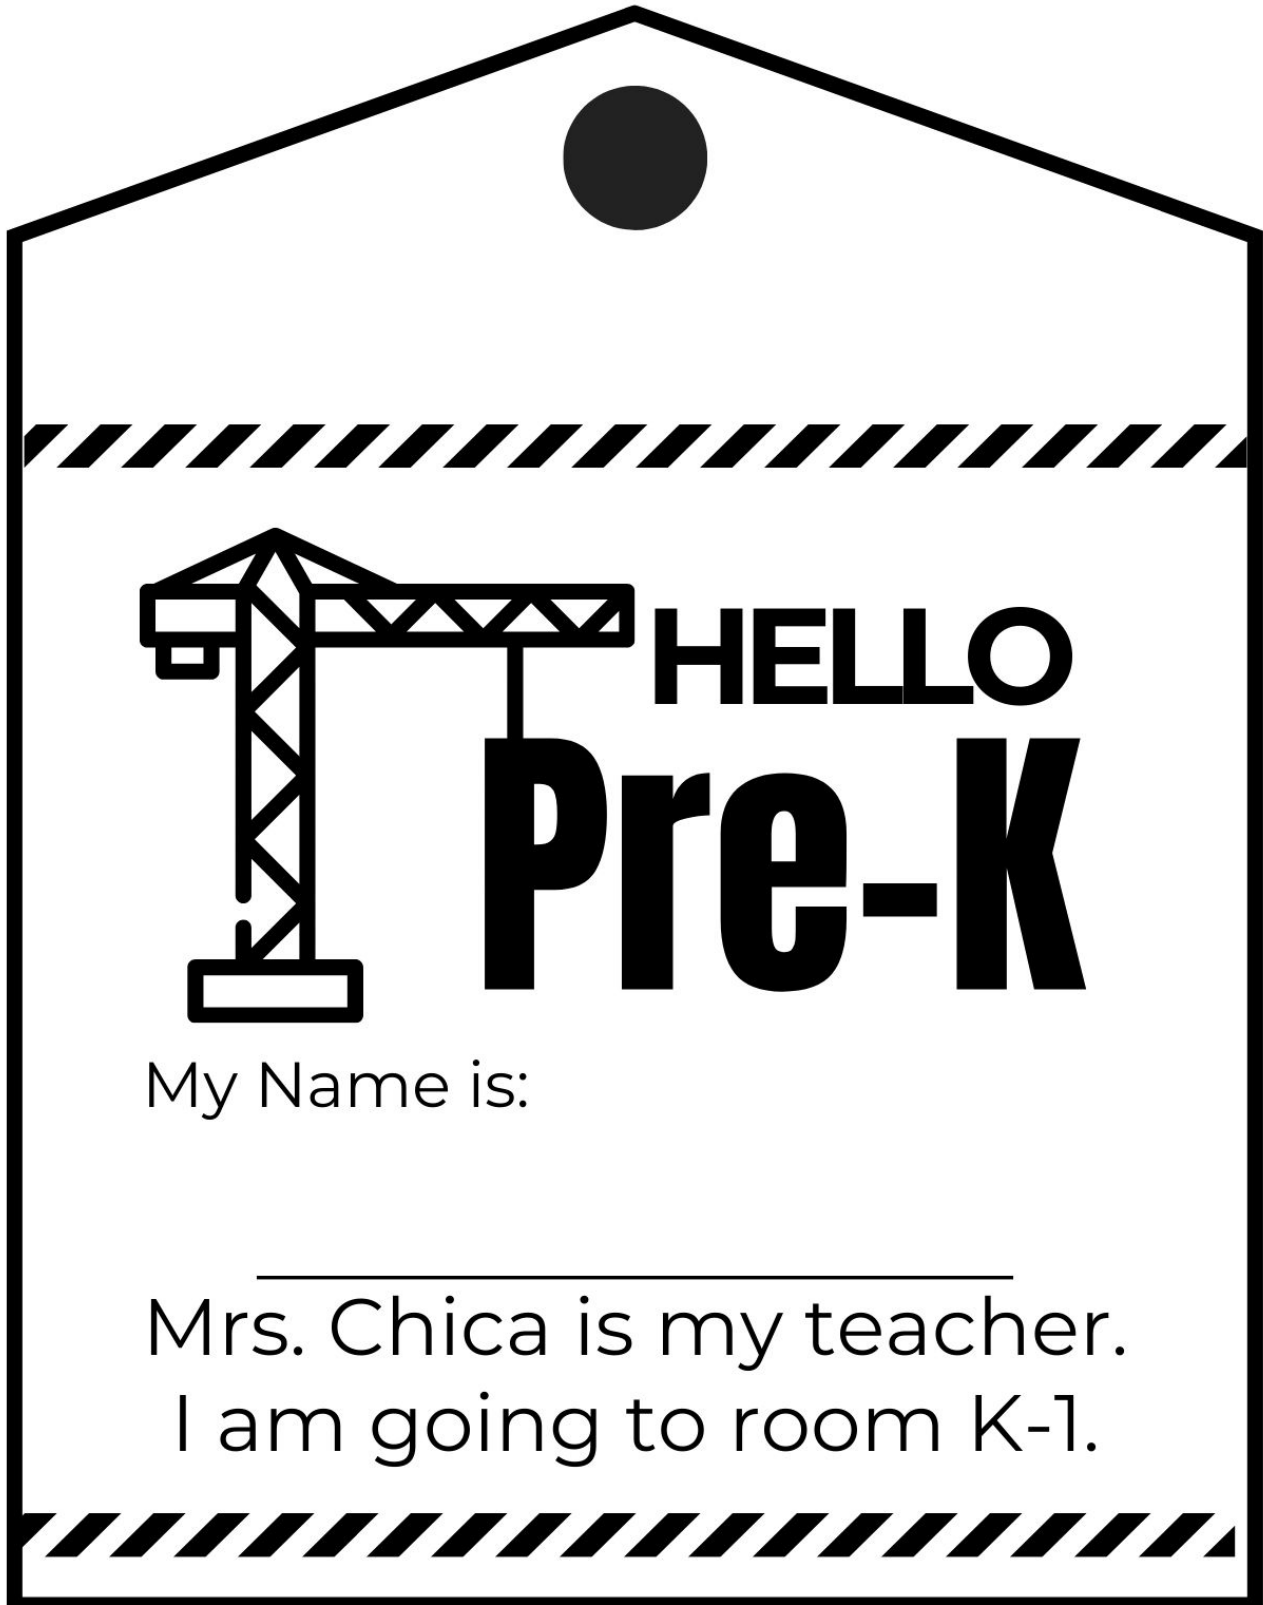 HELLO
Pre-K
My Name is:
Mrs. Chica is my teacher.
I am going to room K-1.